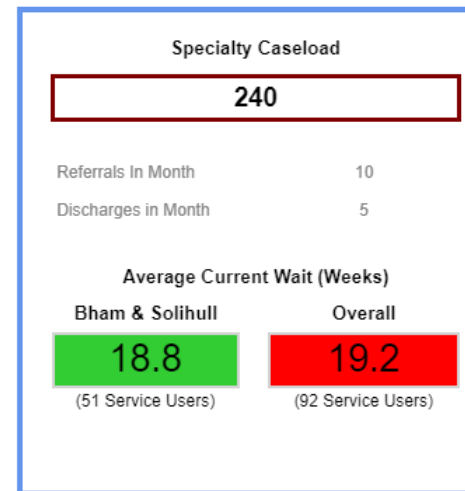 Specialty Caseload
240
Referrals In Month 10
Discharges in Month 5
Average Current Wait (Weeks)
Bham & Solihull Overall
18.8 19.2
(51 Service Users) (92 Service Users)